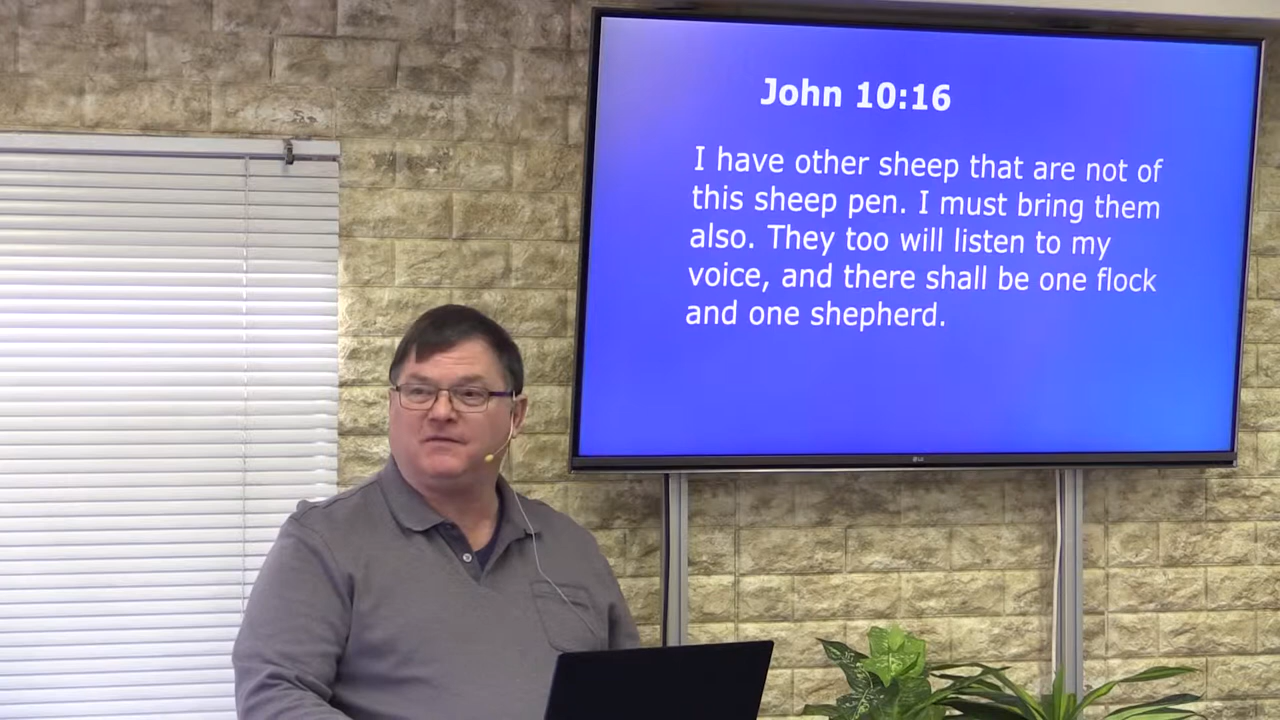 John 10:16
I have other sheep that are not of
this sheep pen. I must bring them
also. They too will listen to my
voice, and there shall be one flock
and one shepherd.
LG